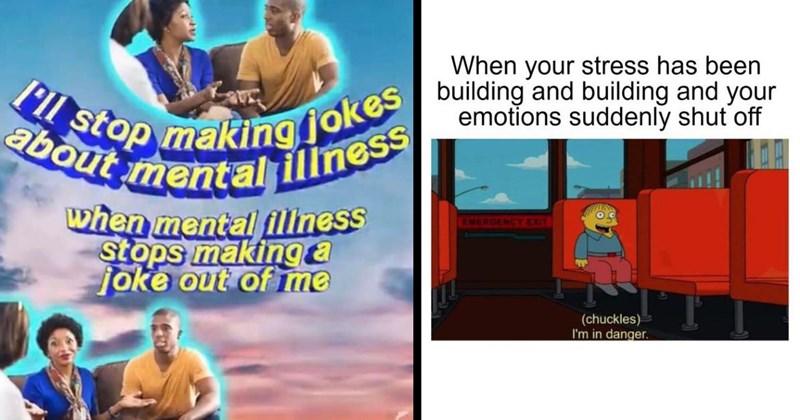 I'll stop making jokes
about mental illness
when mental illness
stops making a
joke out of me
When your stress has been
building and building and your
emotions suddenly shut off
EMERGENCY EXIT
(chuckles)
I'm in danger.